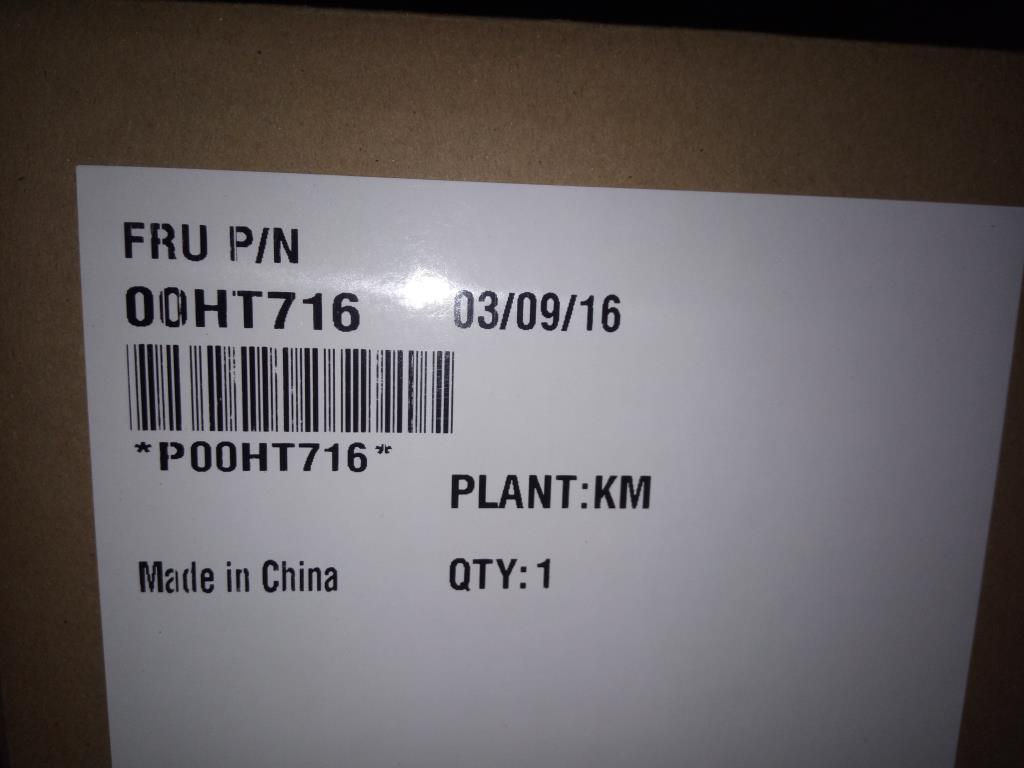 FRU P/N
00HT716 03/09/16
*P00HT716*
PLANT:KM
Made in China QTY: 1